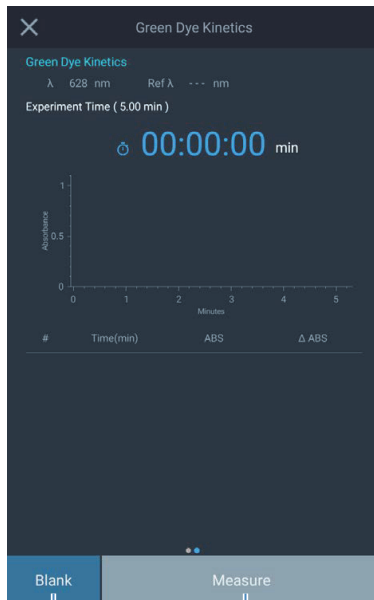 Green Dye Kinetics
Green Dye Kinetics
λ 628 nm Ref λ --- nm
Experiment Time ( 5.00 min )
00:00:00 min
1
Absorbance
0.5
0
0 1 2 3 4 5
Minutes
# Time(min) ABS Δ ABS
Blank Measure